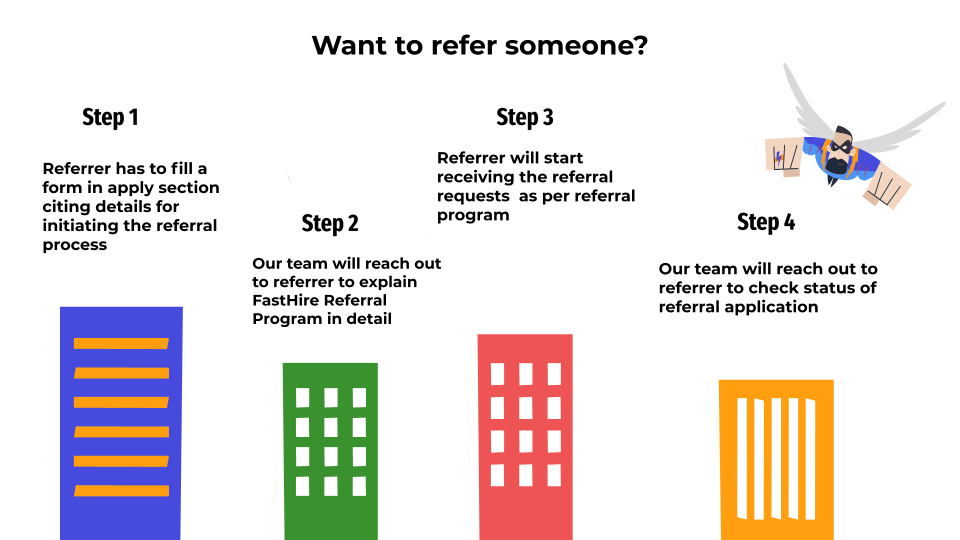 Want to refer someone?
Step 1
Referrer has to fill a
form in apply section
citing details for
initiating the referral
process
Step 2
Our team will reach out
to referrer to explain
FastHire Referral
Program in detail
Step 3
Referrer will start
receiving the referral
requests  as per referral
program
Step 4
Our team will reach out to
referrer to check status of
referral application